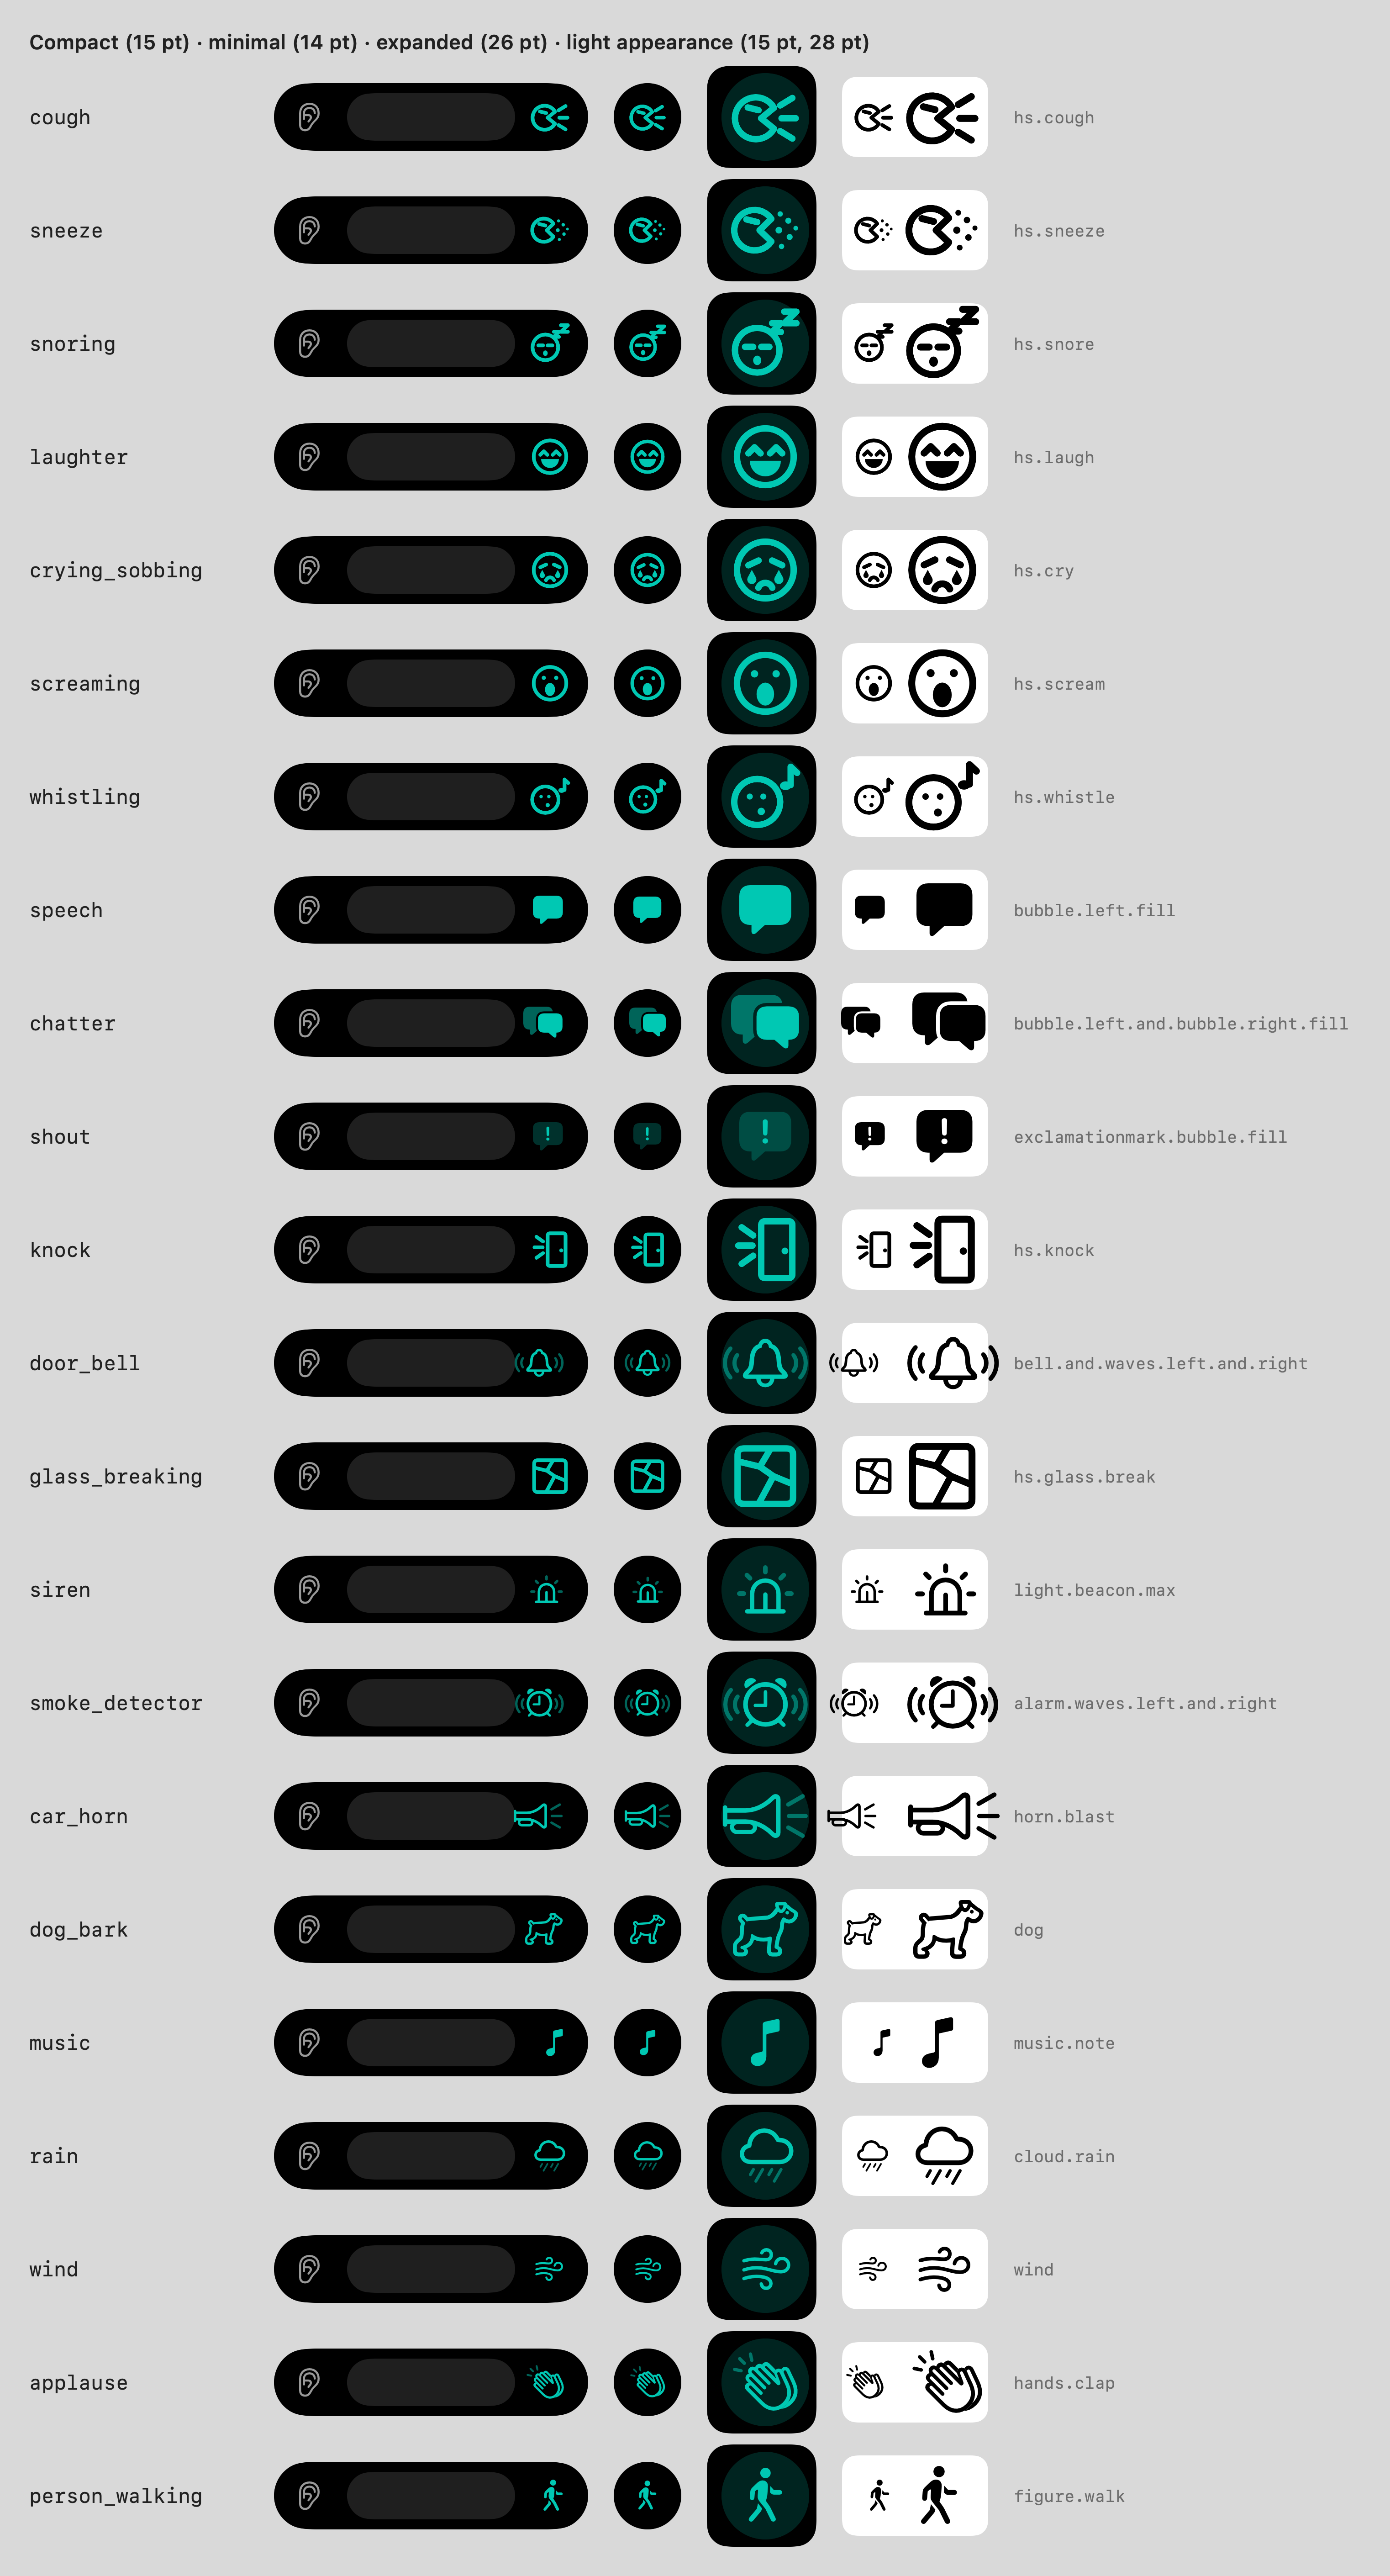 Compact (15 pt) · minimal (14 pt) · expanded (26 pt) · light appearance (15 pt, 28 pt)
cough hs.cough
sneeze hs.sneeze
snoring hs.snore
laughter hs.laugh
crying_sobbing hs.cry
screaming hs.scream
whistling hs.whistle
speech bubble.left.fill
chatter bubble.left.and.bubble.right.fill
shout exclamationmark.bubble.fill
knock hs.knock
door_bell bell.and.waves.left.and.right
glass_breaking hs.glass.break
siren light.beacon.max
smoke_detector alarm.waves.left.and.right
car_horn horn.blast
dog_bark dog
music music.note
rain cloud.rain
wind wind
applause hands.clap
person_walking figure.walk